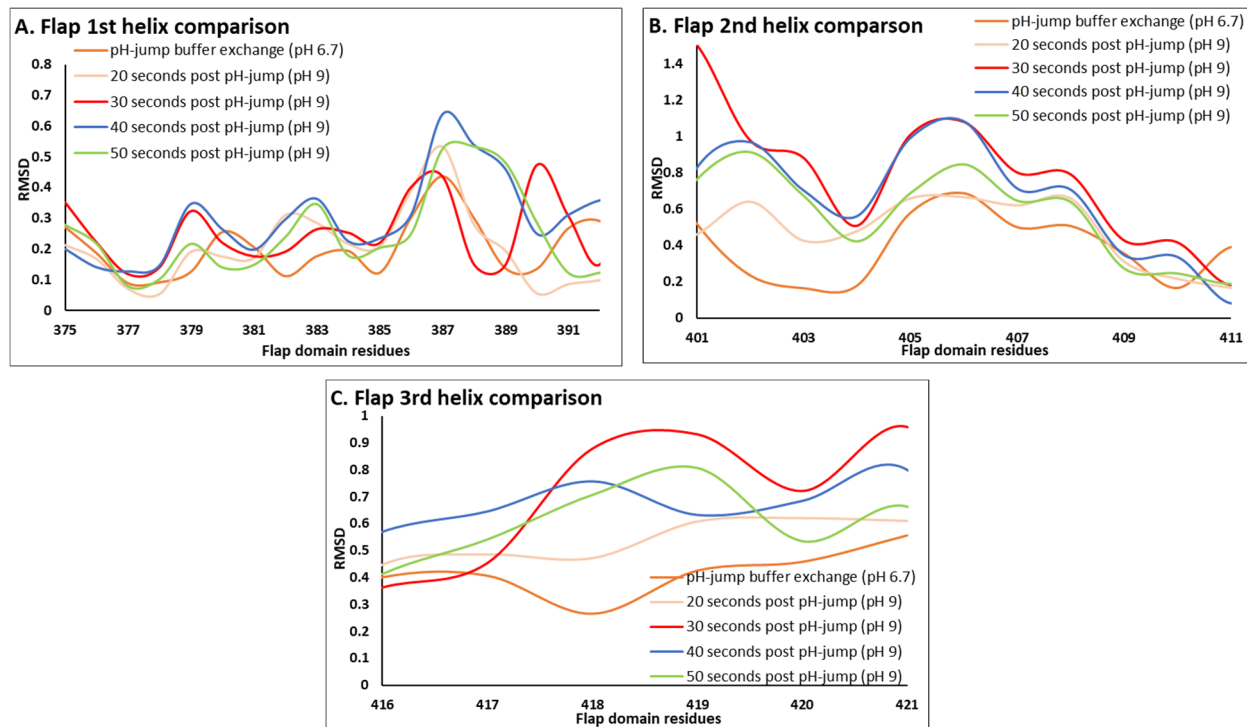 A. Flap 1st helix comparison
pH-jump buffer exchange (pH 6.7)
20 seconds post pH-jump (pH 9)
30 seconds post pH-jump (pH 9)
40 seconds post pH-jump (pH 9)
50 seconds post pH-jump (pH 9)
RMSD
0.8
0.7
0.6
0.5
0.4
0.3
0.2
0.1
0
375 377 379 381 383 385 387 389 391
Flap domain residues
B. Flap 2nd helix comparson
pH-jump buffer exchange (pH 6.7)
20 seconds post pH-jump (pH 9)
30 seconds post pH-jump (pH 9)
40 seconds post pH-jump (pH 9)
50 seconds post pH-jump (pH 9)
RMSD
1.4
1.2
1
0.8
0.6
0.4
0.2
0
401 403 405 407 409 411
Flap domain residues
C. Flap 3rd helix comparison
RMSD
1
0.9
0.8
0.7
0.6
0.5
0.4
0.3
0.2
0.1
0
pH-jump buffer exchange (pH 6.7)
20 seconds post pH-jump (pH 9)
30 seconds post pH-jump (pH 9)
40 seconds post pH-jump (pH 9)
50 seconds post pH-jump (pH 9)
416 417 418 419 420 421
Flap domain residues